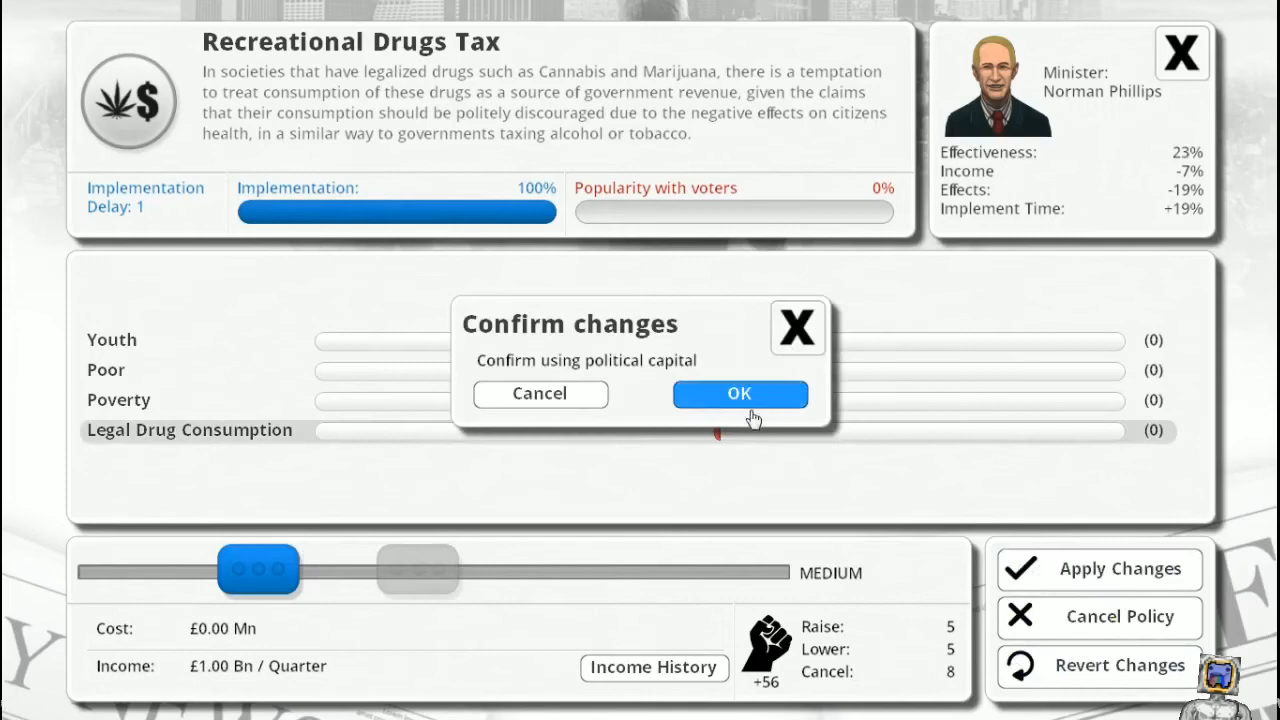 Recreational Drugs Tax
In societies that have legalized drugs such as Cannabis and Marijuana, there is a temptation
to treat consumption of these drugs as a source of government revenue, given the claims
that their consumption should be politely discouraged due to the negative effects on citizens
health, in a similar way to governments taxing alcohol or tobacco.
Implementation
Delay: 1
Implementation: 100%
Popularity with voters 0%
Minister:
Norman Phillips
X
Effectiveness: 23%
Income -7%
Effects: -19%
Implement Time: +19%
Youth (0)
Poor (0)
Poverty (0)
Legal Drug Consumption (0)
Confirm changes
X
Confirm using political capital
Cancel
OK
MEDIUM
Cost: £0.00 Mn
Income: £1.00 Bn / Quarter
Income History
+56
Raise: 5
Lower: 5
Cancel: 8
Apply Changes
Cancel Policy
Revert Changes